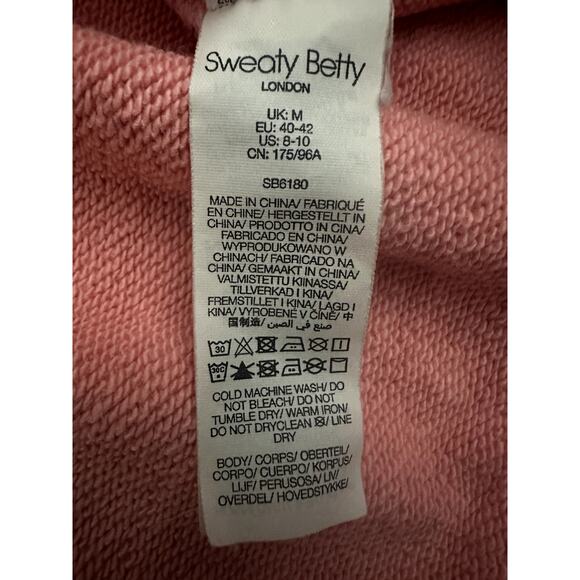 Sweaty Betty
LONDON
UK: M
EU: 40-42
US: 8-10
CN: 175/96A
SB6180
MADE IN CHINA/ FABRIQUÉ
EN CHINE/ HERGESTELLT IN
CHINA/ PRODOTTO IN CINA/
FABRICADO EN CHINA/
WYPRODUKOWANO W
CHINACH/ FABRICADO NA
CHINA/ GEMAAKT IN CHINA/
VALMISTETTU KIINASSA/
TILLVERKAD I KINA/
FREMSTILLET I KINA/ LAGD I
KINA/ VYROBENÉ V ČÍNĚ/ 中
国制造/ صنع في الصين/
30
30C
COLD MACHINE WASH/ DO
NOT BLEACH/ DO NOT
TUMBLE DRY/ WARM IRON/
DO NOT DRYCLEAN / LINE
DRY
BODY/ CORPS/ OBERTEIL/
CORPO/ CUERPO/ KORPUS/
LIJF/ PERUSOSA/ LIV/
OVERDEL/ HOVEDSTYKKE/